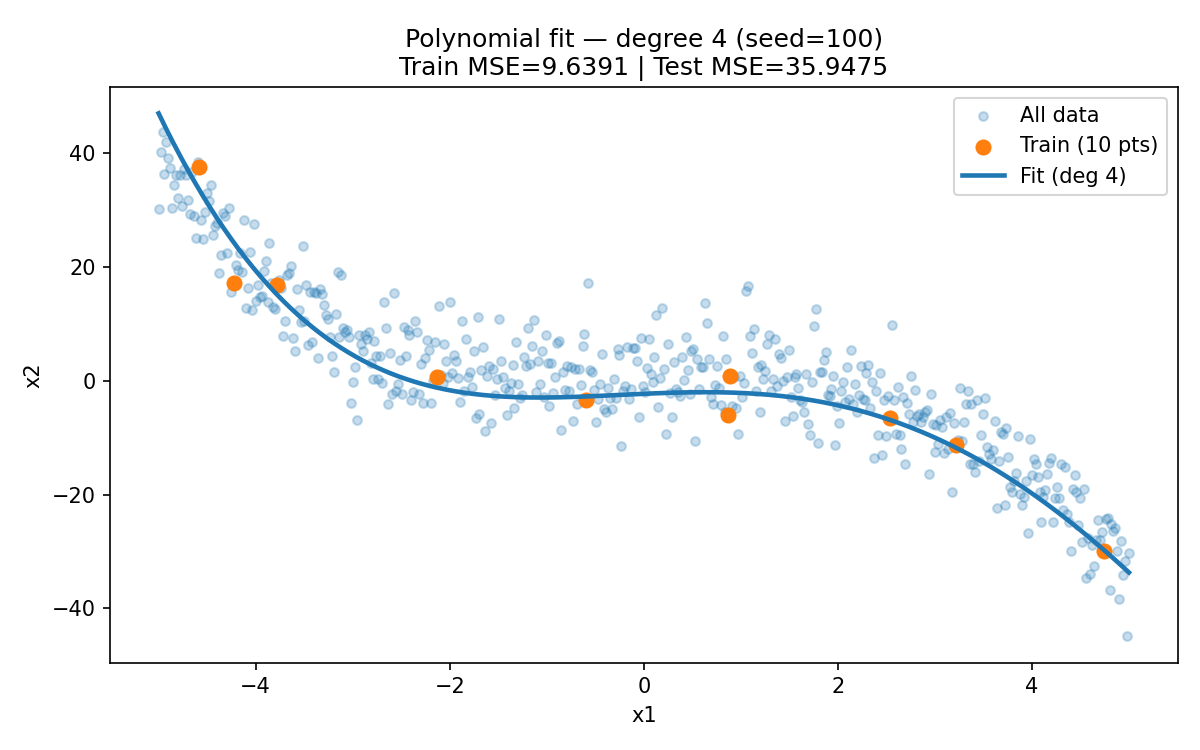 Polynomial fit — degree 4 (seed=100)
Train MSE=9.6391 | Test MSE=35.9475
All data
Train (10 pts)
Fit (deg 4)
40
20
0
−20
−40
x2
−4
−2
0
2
4
x1